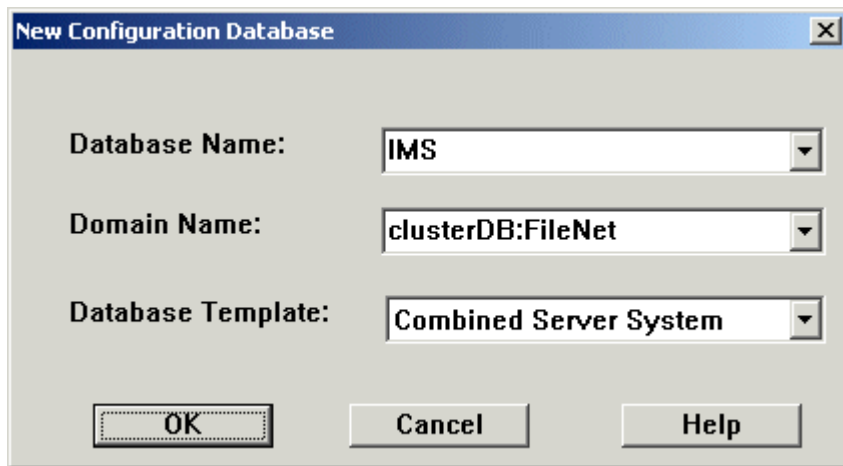 New Configuration Database
Database Name: IMS
Domain Name: clusterDB:FileNet
Database Template: Combined Server System
OK Cancel Help